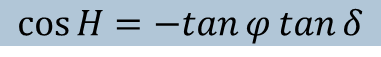 cos H = −tan φ tan δ